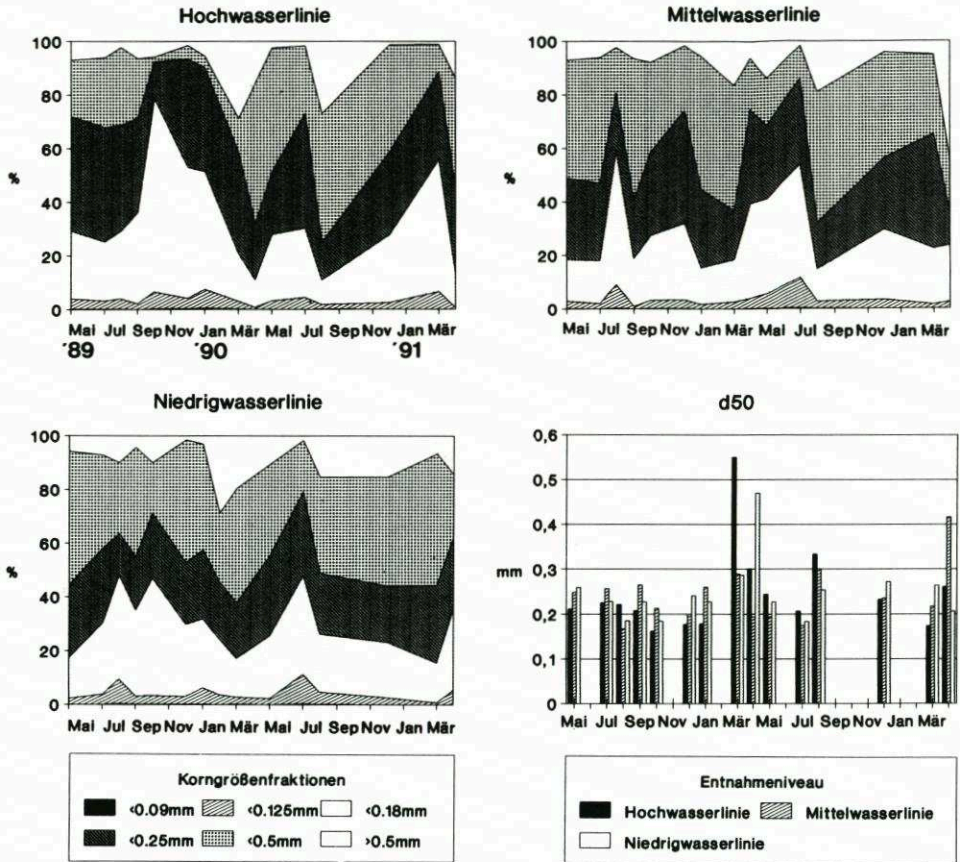 Hochwasserlinie
100
80
60
%
40
20
0
Mai Jul Sep Nov Jan Mär Mai Jul Sep Nov Jan Mär
'89 '90 '91
Mittelwasserlinie
100
80
60
%
40
20
0
Mai Jul Sep Nov Jan Mär Mai Jul Sep Nov Jan Mär
Niedrigwasserlinie
100
80
60
%
40
20
0
Mai Jul Sep Nov Jan Mär Mai Jul Sep Nov Jan Mär
d50
0,6
0,5
0,4
mm
0,3
0,2
0,1
0
Mai Jul Sep Nov Jan Mär Mai Jul Sep Nov Jan Mär
Korngrößenfraktionen
<0.09mm <0.125mm <0.18mm
<0.25mm <0.5mm >0.5mm
Entnahmeniveau
Hochwasserlinie Mittelwasserlinie
Niedrigwasserlinie